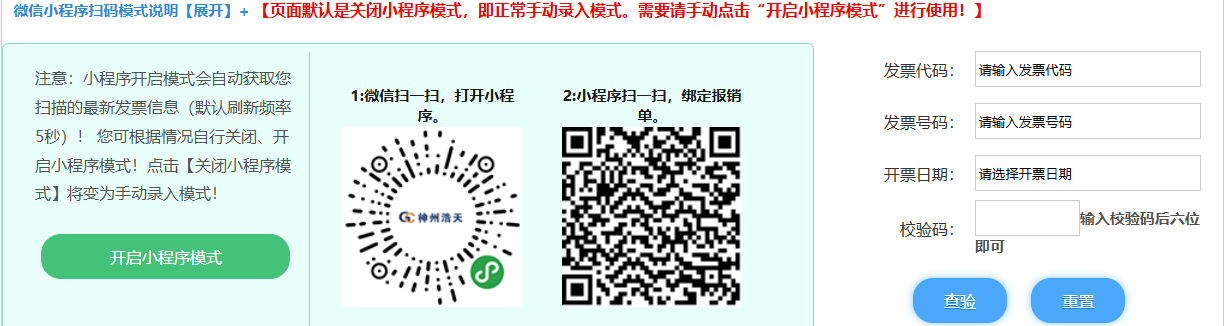 微信小程序扫码模式说明【展开】+ 【页面默认是关闭小程序模式，即正常手动录入模式。需要请手动点击“开启小程序模式”进行使用！】
注意：小程序开启模式会自动获取您
扫描的最新发票信息（默认刷新频率
5秒）！ 您可根据情况自行关闭、开
启小程序模式！点击【关闭小程序模
式】将变为手动录入模式！
开启小程序模式
1:微信扫一扫，打开小程
序。
神州浩天
2:小程序扫一扫，绑定报销
单。
发票代码： 请输入发票代码
发票号码： 请输入发票号码
开票日期： 请选择开票日期
校验码： 输入校验码后六位
即可
查验 重置